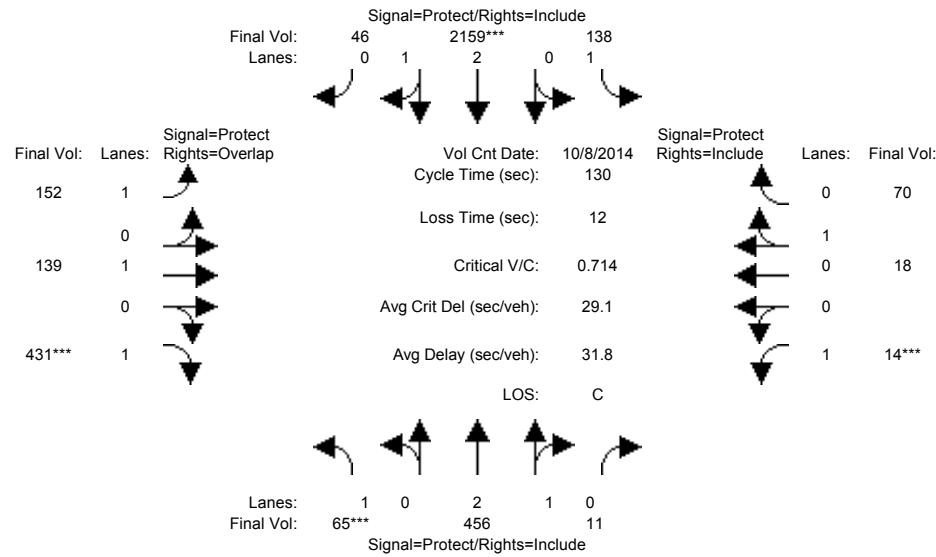 Signal=Protect/Rights=Include
Final Vol: 46 2159*** 138
Lanes: 0 1 2 0 1
Signal=Protect Signal=Protect
Final Vol: Lanes: Rights=Overlap Vol Cnt Date: 10/8/2014 Rights=Include Lanes: Final Vol:
Cycle Time (sec): 130
152 1 0 70
Loss Time (sec): 12
0 1
139 1 Critical V/C: 0.714 0 18
0 Avg Crit Del (sec/veh): 29.1 0
431*** 1 Avg Delay (sec/veh): 31.8 1 14***
LOS: C
Lanes: 1 0 2 1 0
Final Vol: 65*** 456 11
Signal=Protect/Rights=Include